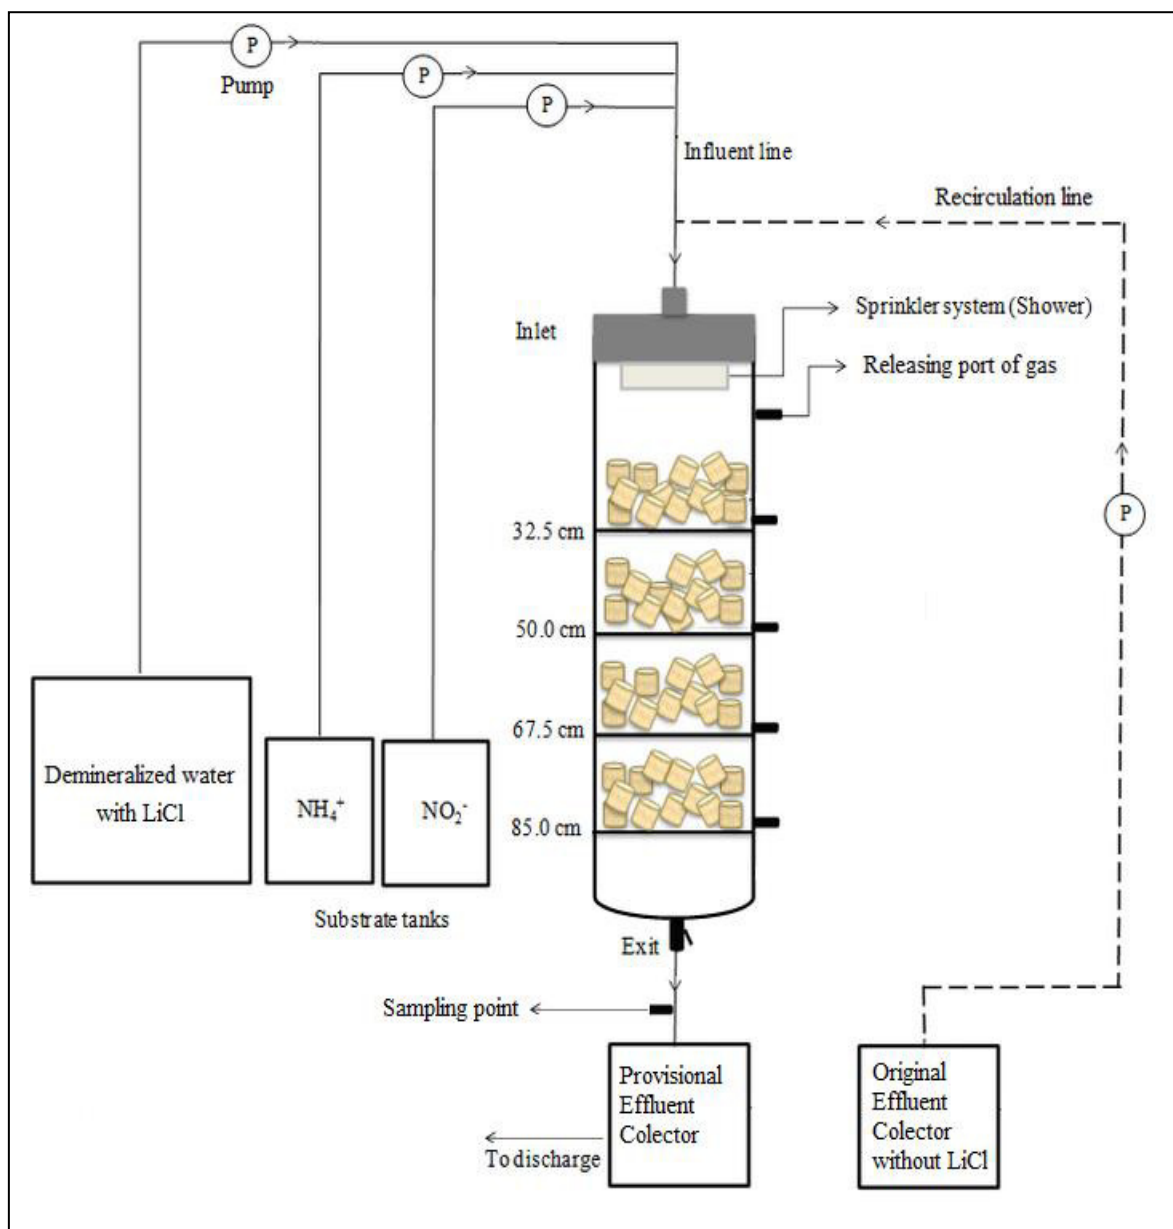 P
Pump
P
P
Influent line
Recirculation line
Sprinkler system (Shower)
Inlet
Releasing port of gas
P
32.5 cm
50.0 cm
67.5 cm
85.0 cm
Demineralized water
with LiCl
NH₄⁺
NO₂⁻
Substrate tanks
Exit
Sampling point
Provisional
Effluent
Colector
To discharge
Original
Effluent
Colector
without LiCl